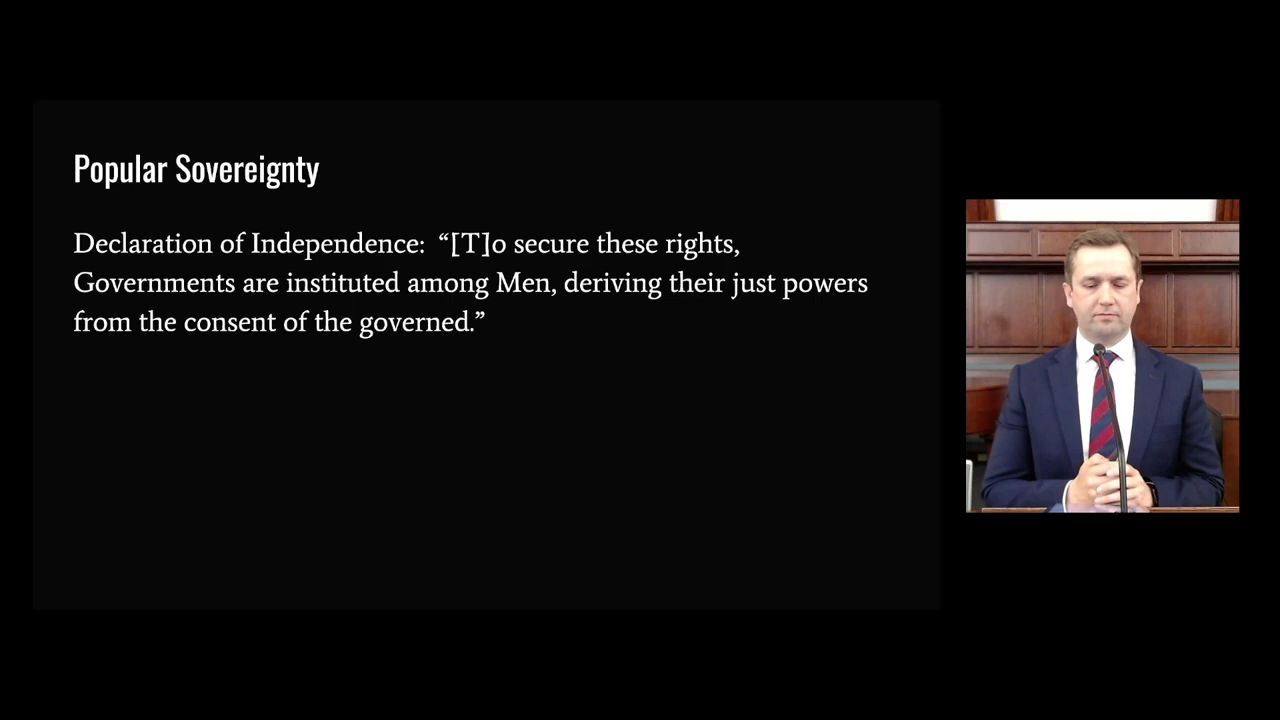 Popular Sovereignty
Declaration of Independence:  “[T]o secure these rights,
Governments are instituted among Men, deriving their just powers
from the consent of the governed.”